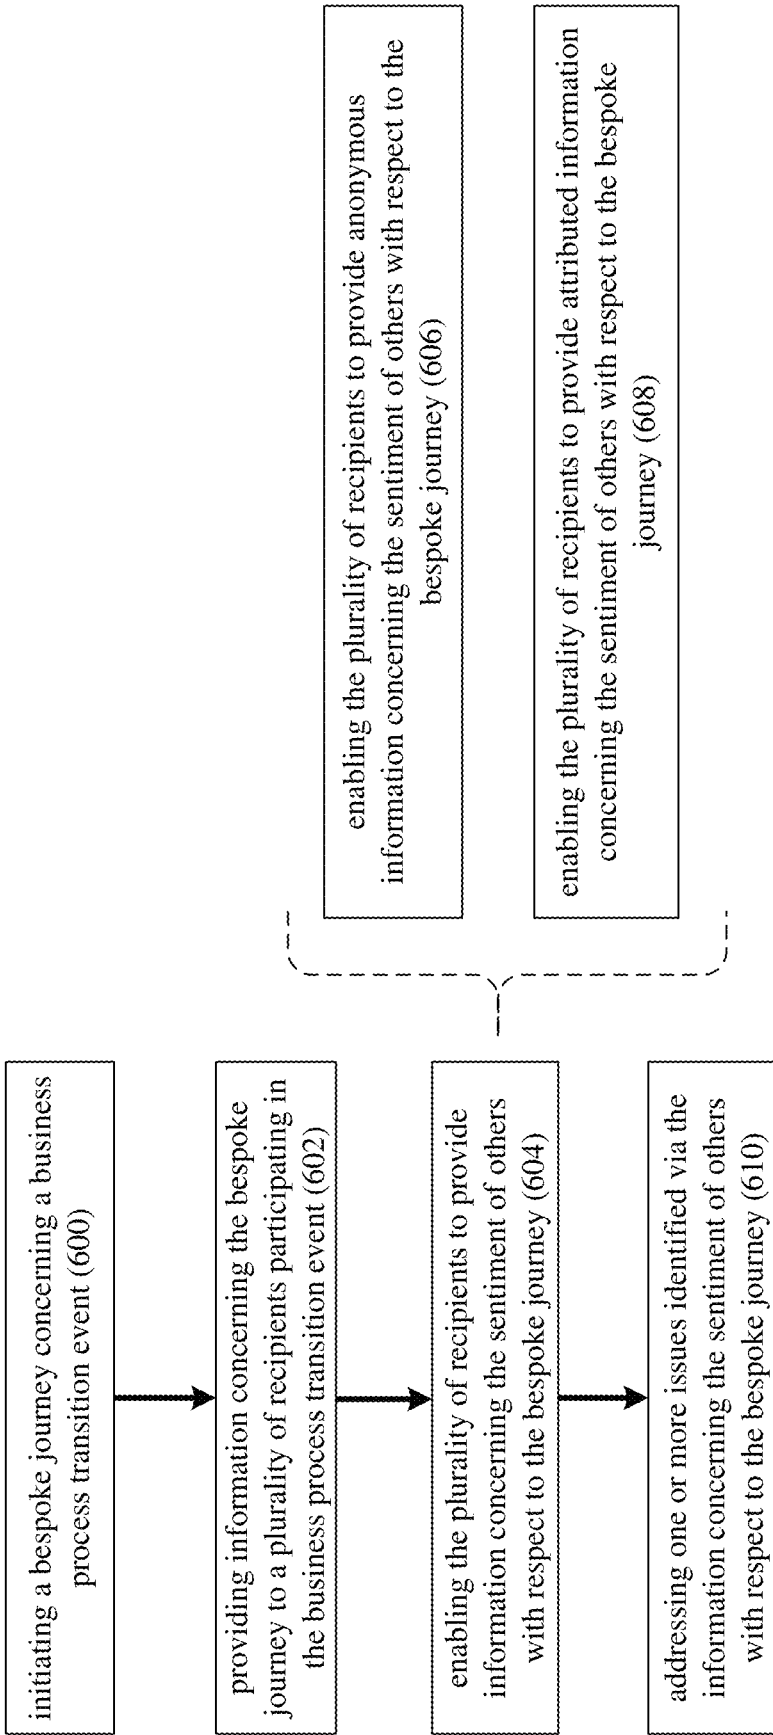 initiating a bespoke journey concerning a business
process transition event (600)
providing information concerning the bespoke
journey to a plurality of recipients participating in
the business process transition event (602)
enabling the plurality of recipients to provide
information concerning the sentiment of others
with respect to the bespoke journey (604)
enabling the plurality of recipients to provide anonymous
information concerning the sentiment of others with respect to the
bespoke journey (606)
enabling the plurality of recipients to provide attributed information
concerning the sentiment of others with respect to the bespoke
journey (608)
addressing one or more issues identified via the
information concerning the sentiment of others
with respect to the bespoke journey (610)